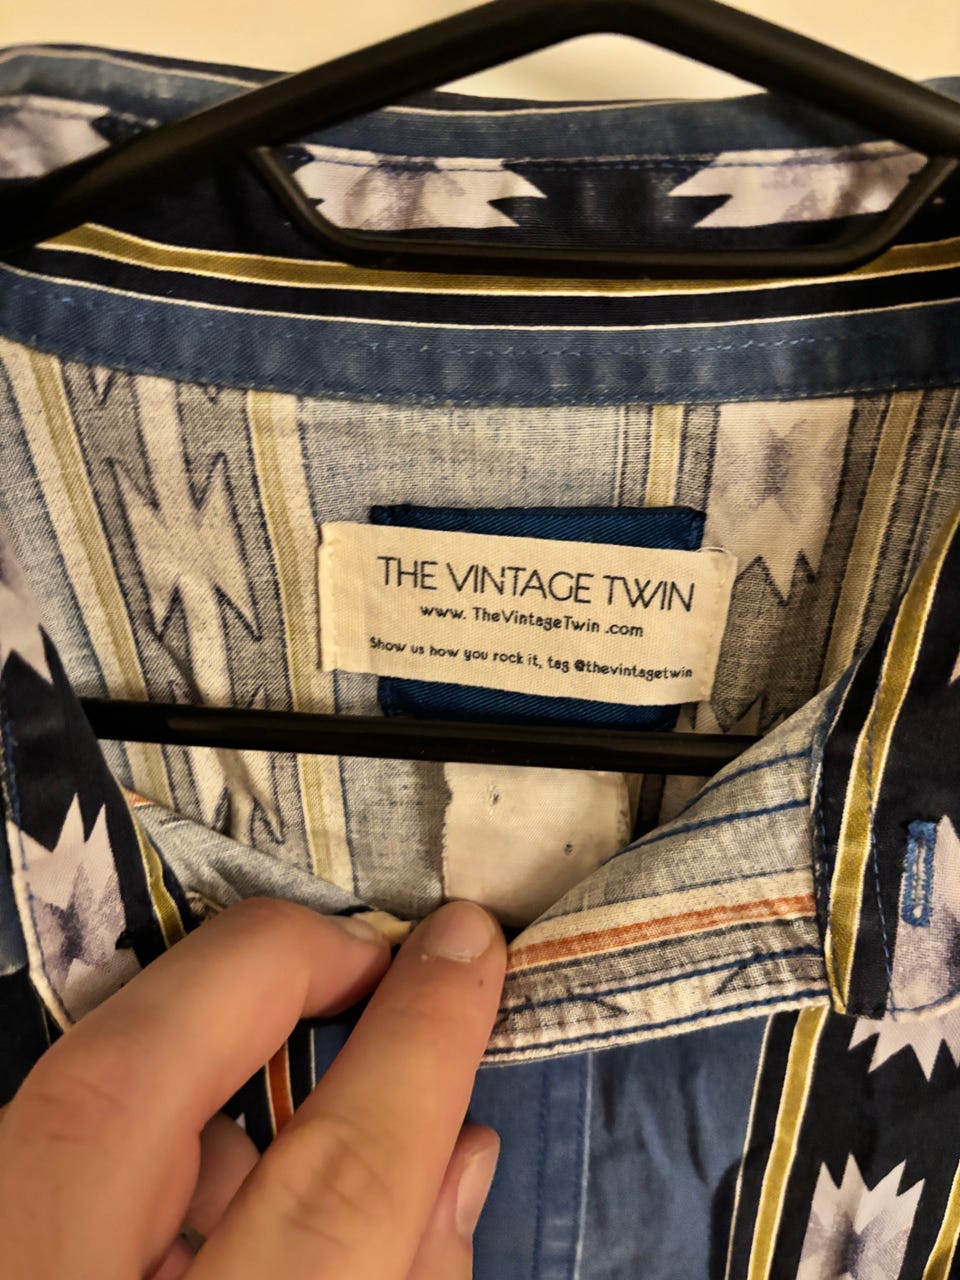 THE VINTAGE TWIN
www. TheVintageTwin .com
Show us how you rock it, tag @thevintagetwin